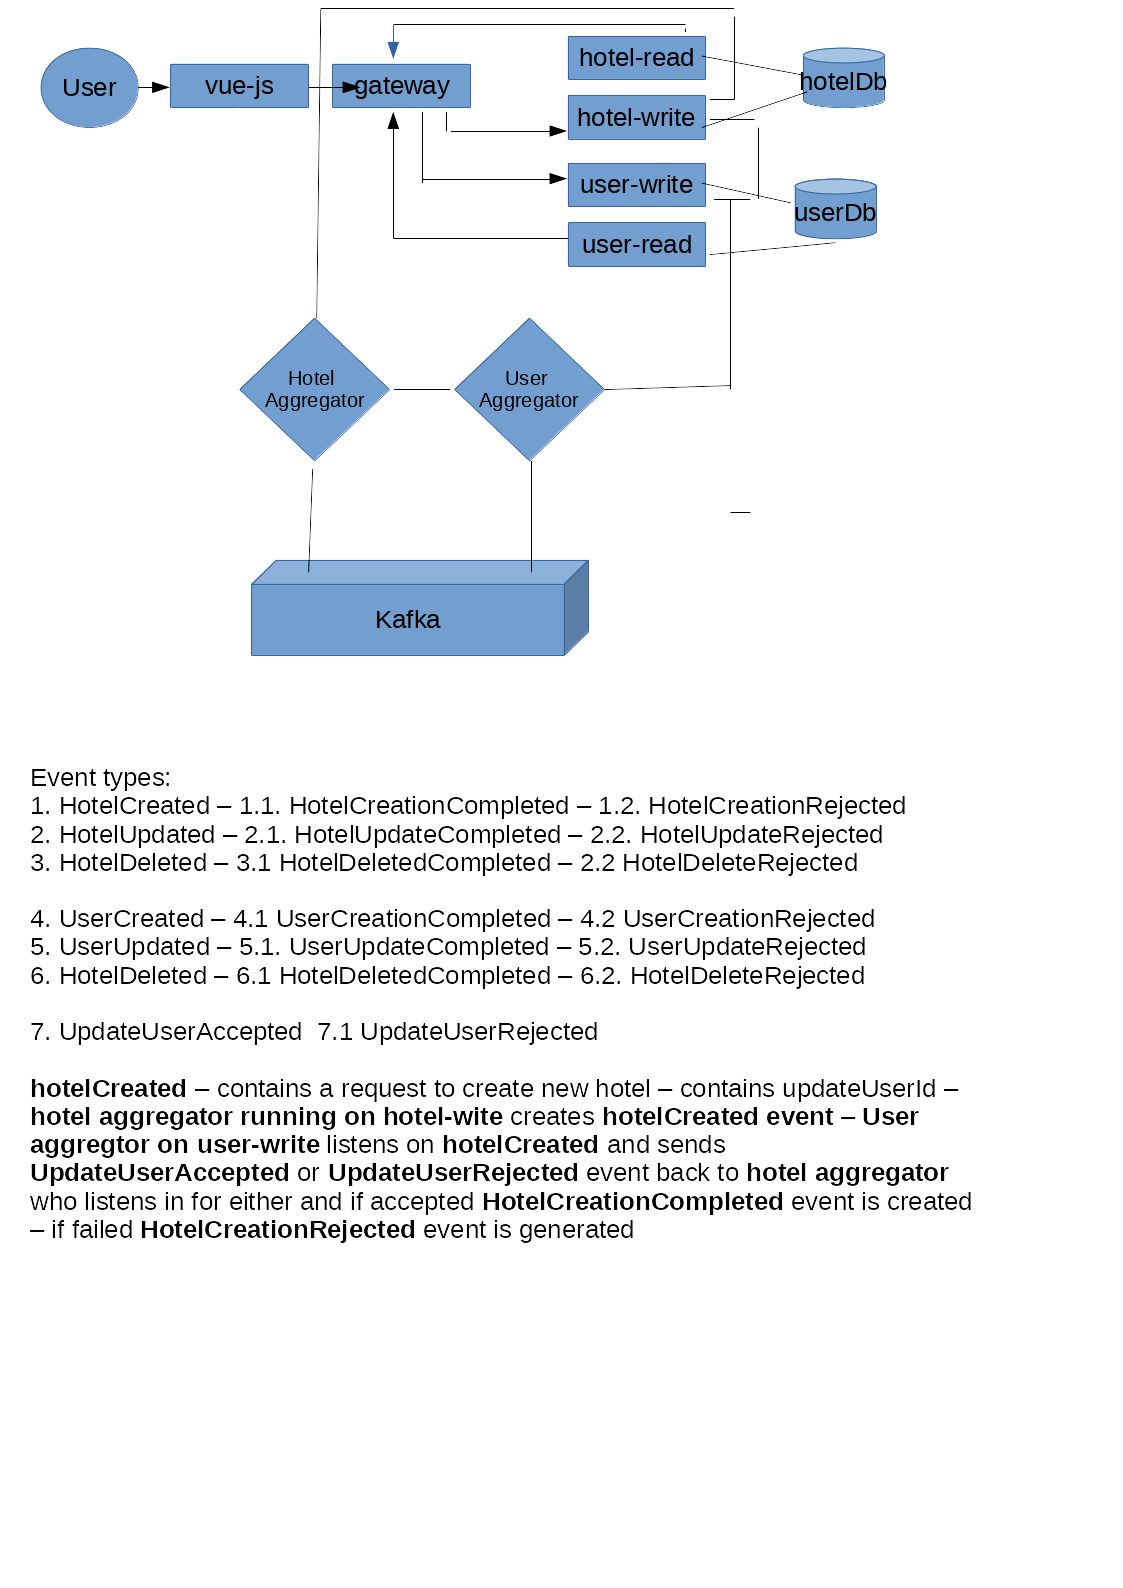 User
vue-js
gateway
hotel-read
hotel-write
user-write
user-read
hotelDb
userDb
Hotel
Aggregator
User
Aggregator
Kafka
Event types:
1. HotelCreated – 1.1. HotelCreationCompleted – 1.2. HotelCreationRejected
2. HotelUpdated – 2.1. HotelUpdateCompleted – 2.2. HotelUpdateRejected
3. HotelDeleted – 3.1 HotelDeletedCompleted – 2.2 HotelDeleteRejected
4. UserCreated – 4.1 UserCreationCompleted – 4.2 UserCreationRejected
5. UserUpdated – 5.1. UserUpdateCompleted – 5.2. UserUpdateRejected
6. HotelDeleted – 6.1 HotelDeletedCompleted – 6.2. HotelDeleteRejected
7. UpdateUserAccepted  7.1 UpdateUserRejected
hotelCreated – contains a request to create new hotel – contains updateUserId –
hotel aggregator running on hotel-wite creates hotelCreated event – User
aggregtor on user-write listens on hotelCreated and sends
UpdateUserAccepted or UpdateUserRejected event back to hotel aggregator
who listens in for either and if accepted HotelCreationCompleted event is created
– if failed HotelCreationRejected event is generated